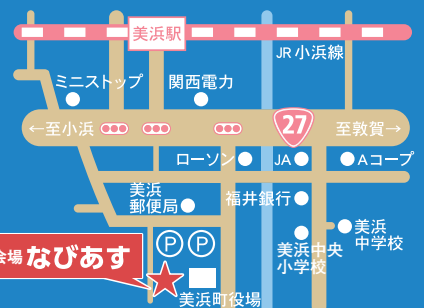 美浜駅
JR 小浜線
ミニストップ
関西電力
←至小浜
27
至敦賀→
ローソン
JA
Aコープ
美浜
郵便局
福井銀行
P
P
美浜
中学校
美浜中央
小学校
会場 なびあす
美浜町役場